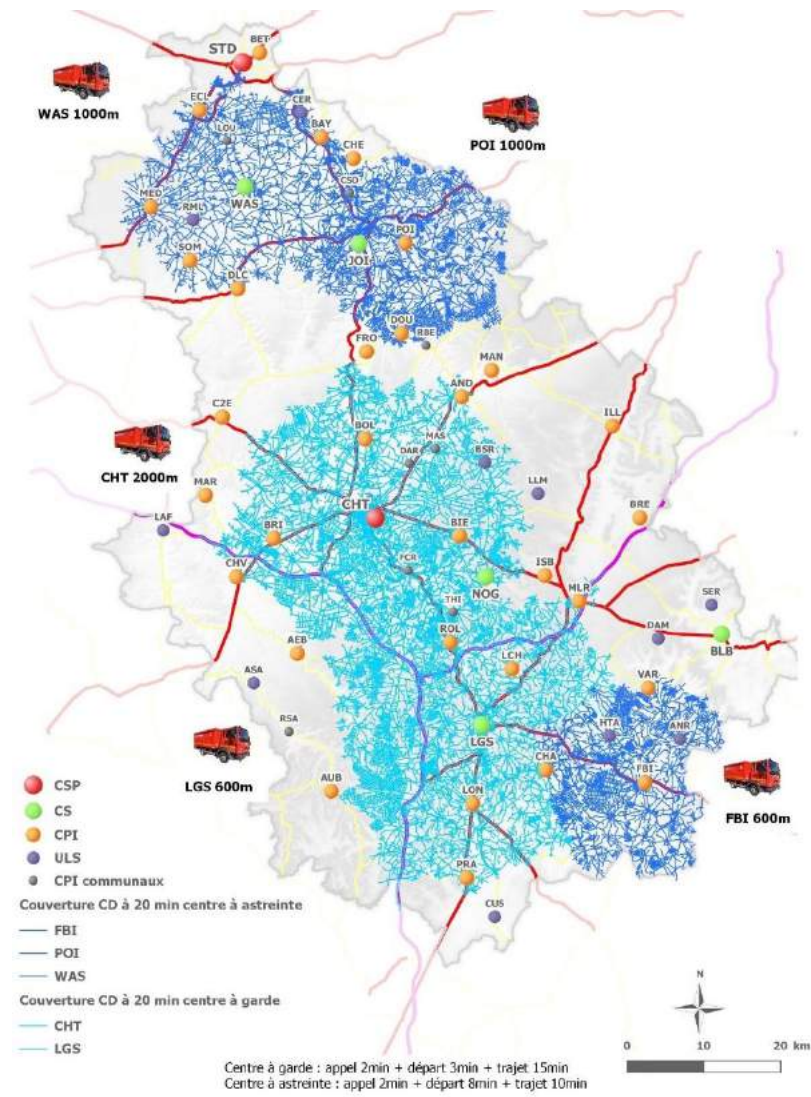 BET
STD
WAS 1000m
ECL
CER
LOU
BAY
POI 1000m
CHE
CSO
MED
RML
WAS
SOM
JOI
POI
DLC
DOU
RBE
FRO
MAN
AND
C2E
ILL
BOL
MAS
CHT 2000m
DAR
BSR
MAR
LLM
CHT
LAF
BRE
BRI
BIE
FCR
ISB
CHV
NOG
MLR
SER
THI
DAM
BLB
ROL
AEB
LCH
ASA
VAR
RSA
HTA
ANR
LGS
LGS 600m
CHA
FBI
AUB
FBI 600m
LON
PRA
CUS
CSP
CS
CPI
ULS
CPI communaux
Couverture CD à 20 min centre à astreinte
FBI
POI
WAS
Couverture CD à 20 min centre à garde
CHT
LGS
N
0 10 20 km
Centre à garde : appel 2min + départ 3min + trajet 15min
Centre à astreinte : appel 2min + départ 8min + trajet 10min